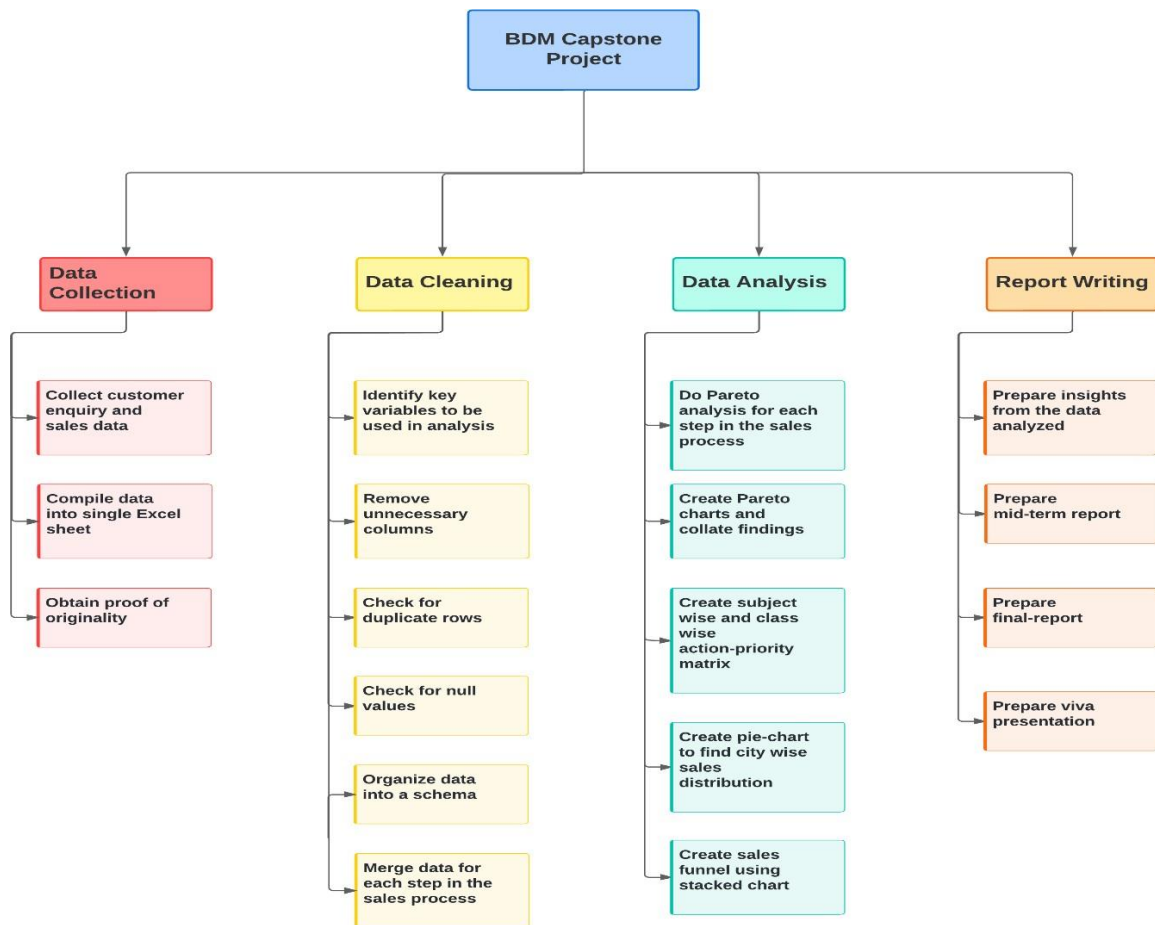 BDM Capstone
Project
Data
Collection
Collect customer
enquiry and
sales data
Compile data
into single Excel
sheet
Obtain proof of
originality
Data Cleaning
Identify key
variables to be
used in analysis
Remove
unnecessary
columns
Check for
duplicate rows
Check for null
values
Organize data
into a schema
Merge data for
each step in the
sales process
Data Analysis
Do Pareto
analysis for each
step in the sales
process
Create Pareto
charts and
collate findings
Create subject
wise and class
wise
action-priority
matrix
Create pie-chart
to find city wise
sales
distribution
Create sales
funnel using
stacked chart
Report Writing
Prepare insights
from the data
analyzed
Prepare
mid-term report
Prepare
final-report
Prepare viva
presentation